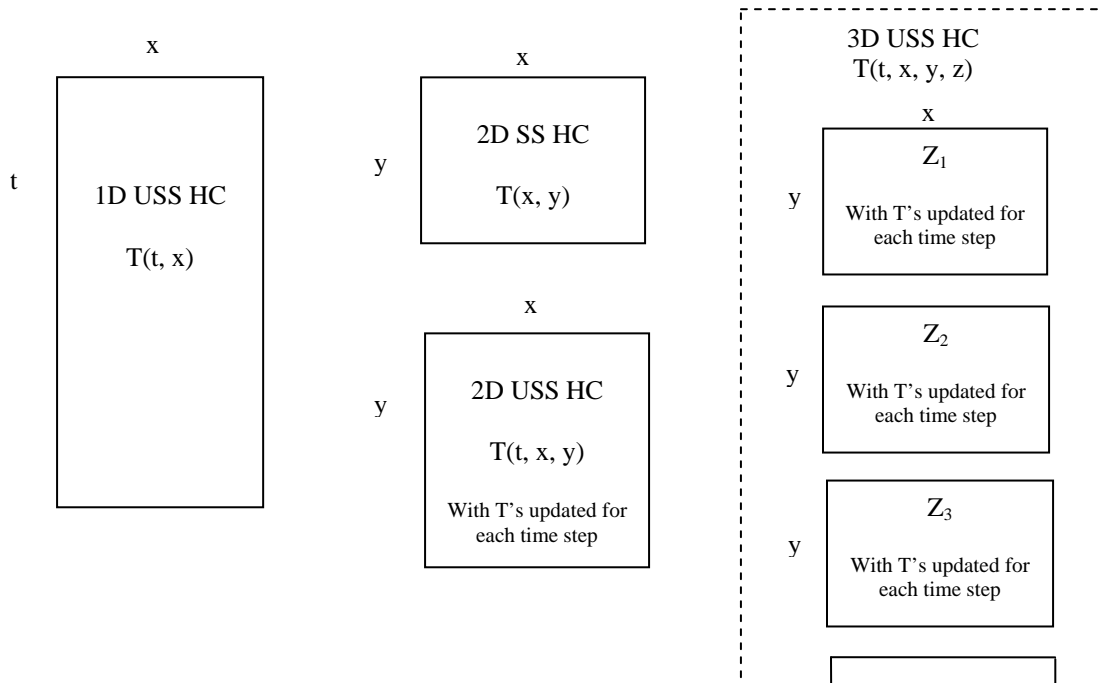 x
t
1D USS HC
T(t, x)
x
y
2D SS HC
T(x, y)
x
y
2D USS HC
T(t, x, y)
With T's updated for
each time step
3D USS HC
T(t, x, y, z)
x
y
Z₁
With T's updated for
each time step
y
Z₂
With T's updated for
each time step
y
Z₃
With T's updated for
each time step